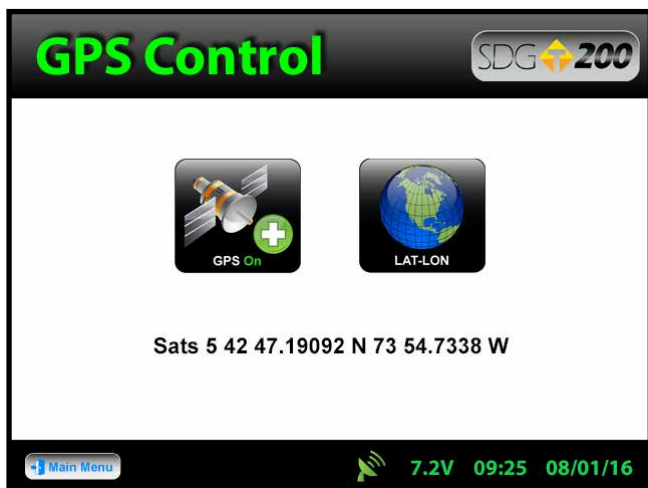 GPS Control
SDG 200
GPS On
LAT-LON
Sats 5 42 47.19092 N 73 54.7338 W
Main Menu
7.2V 09:25 08/01/16